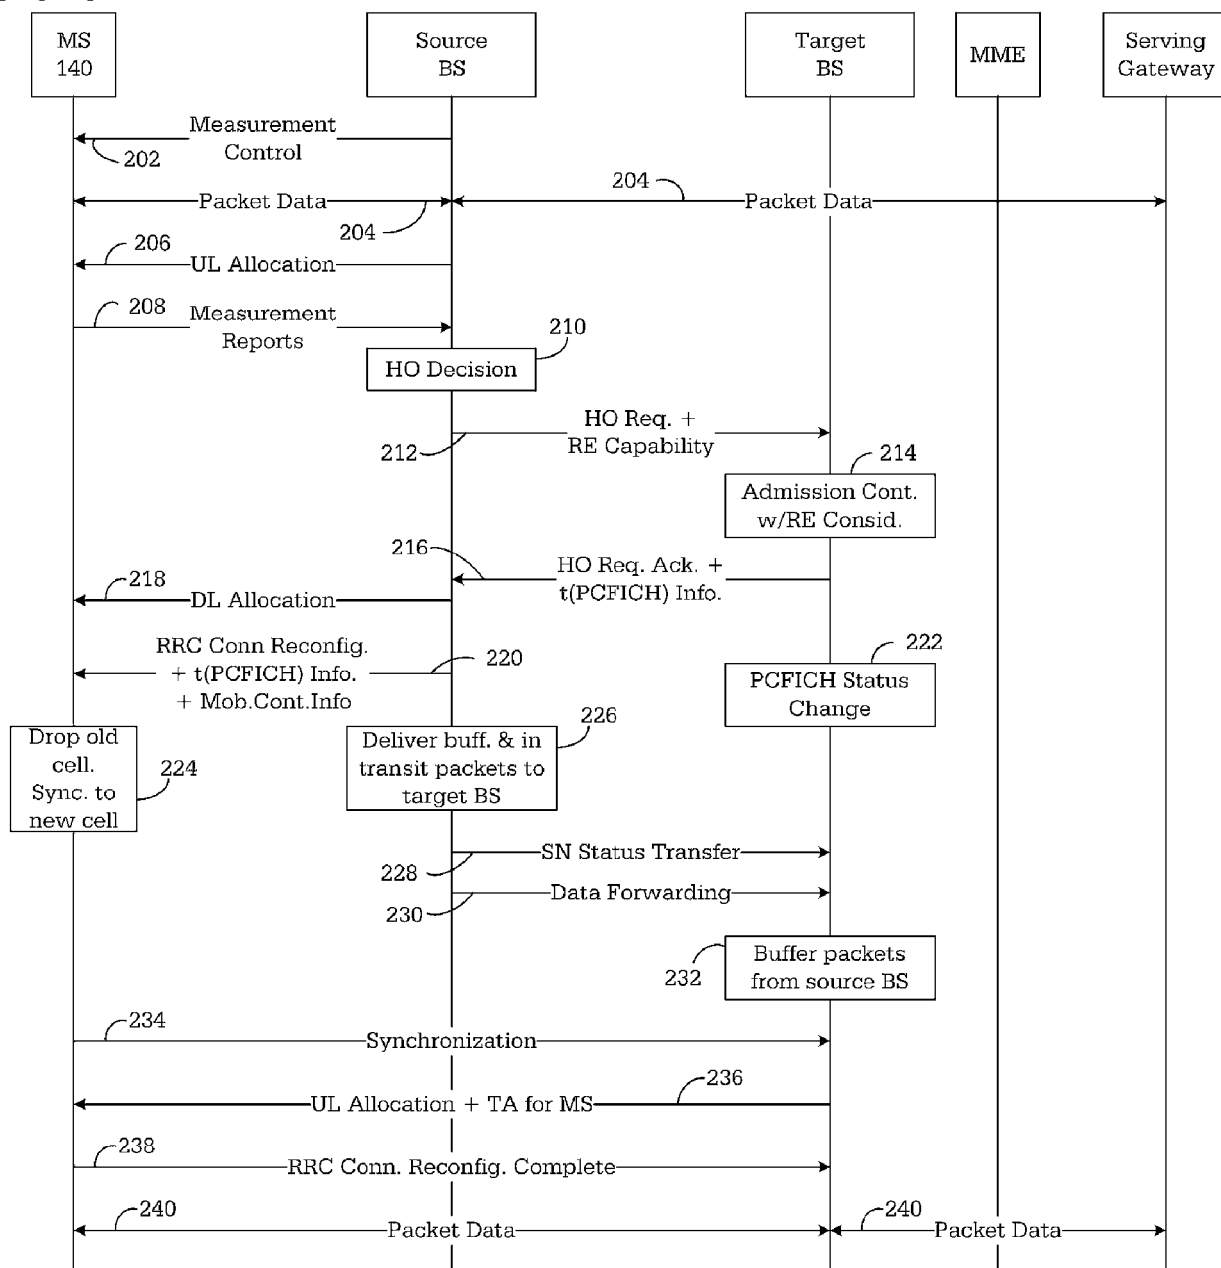 MS
140
Source
BS
Target
BS
MME
Serving
Gateway
Measurement
Control
202
Packet Data
204
204
Packet Data
206
UL Allocation
208
Measurement
Reports
210
HO Decision
212
HO Req. +
RE Capability
214
Admission Cont.
w/RE Consid.
216
HO Req. Ack. +
t(PCFICH) Info.
218
DL Allocation
RRC Conn Reconfig.
+ t(PCFICH) Info.
+ Mob.Cont.Info
220
222
PCFICH Status
Change
Drop old
cell.
Sync. to
new cell
224
226
Deliver buff. & in
transit packets to
target BS
228
SN Status Transfer
230
Data Forwarding
232
Buffer packets
from source BS
234
Synchronization
236
UL Allocation + TA for MS
238
RRC Conn. Reconfig. Complete
240
Packet Data
240
Packet Data